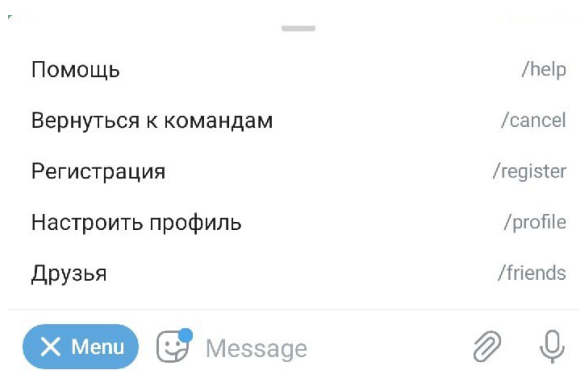 Помощь /help
Вернуться к командам /cancel
Регистрация /register
Настроить профиль /profile
Друзья /friends
Menu Message